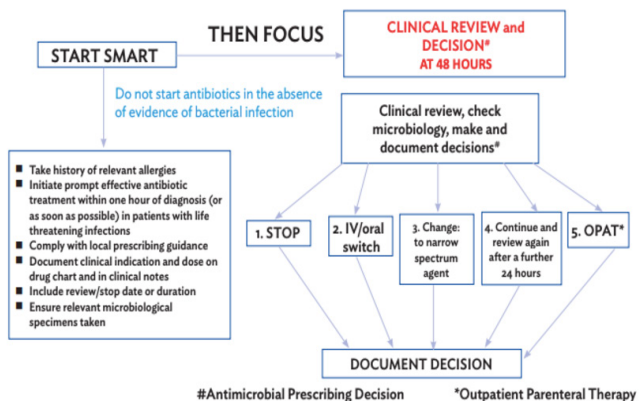 THEN FOCUS
START SMART
CLINICAL REVIEW and
DECISION*
AT 48 HOURS
Do not start antibiotics in the absence
of evidence of bacterial infection
■ Take history of relevant allergies
■ Initiate prompt effective antibiotic
treatment within one hour of diagnosis (or
as soon as possible) in patients with life
threatening infections
■ Comply with local prescribing guidance
■ Document clinical indication and dose on
drug chart and in clinical notes
■ Include review/stop date or duration
■ Ensure relevant microbiological
specimens taken
Clinical review, check
microbiology, make and
document decisions#
1. STOP
2. IV/oral
switch
3. Change:
to narrow
spectrum
agent
4. Continue and
review again
after a further
24 hours
5. OPAT*
DOCUMENT DECISION
#Antimicrobial Prescribing Decision
*Outpatient Parenteral Therapy